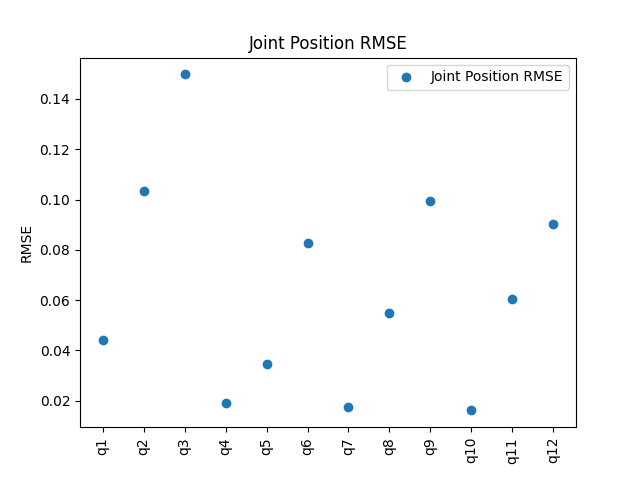 Joint Position RMSE
Joint Position RMSE
0.14
0.12
0.10
0.08
0.06
0.04
0.02
RMSE
q1
q2
q3
q4
q5
q6
q7
q8
q9
q10
q11
q12